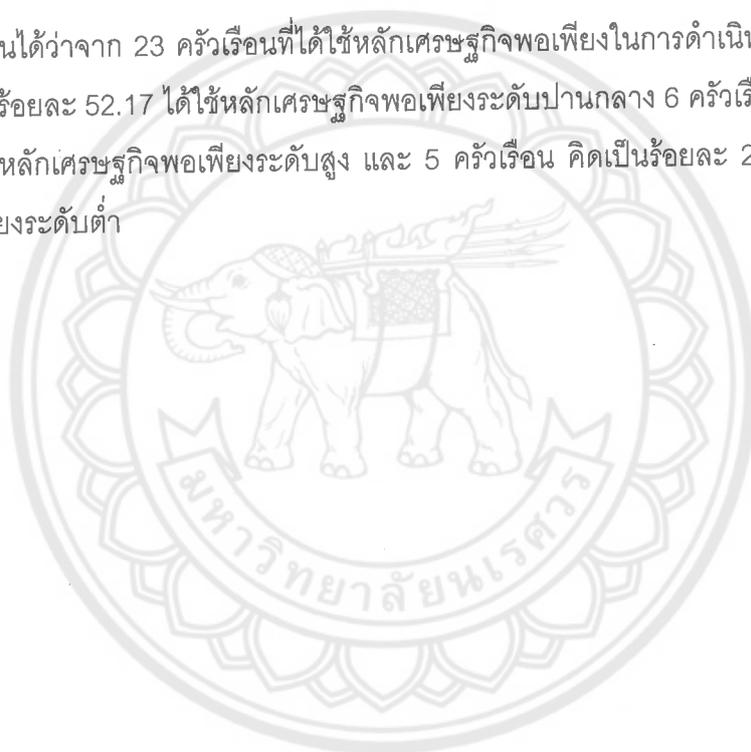 นได้ว่าจาก 23 ครัวเรือนที่ได้ใช้หลักเศรษฐกิจพอเพียงในการดำเนิน
ร้อยละ 52.17 ได้ใช้หลักเศรษฐกิจพอเพียงระดับปานกลาง 6 ครัวเรื
หลักเศรษฐกิจพอเพียงระดับสูง และ 5 ครัวเรือน คิดเป็นร้อยละ 2
ยงระดับต่ำ
มหาวิทยาลัยนเรศวร